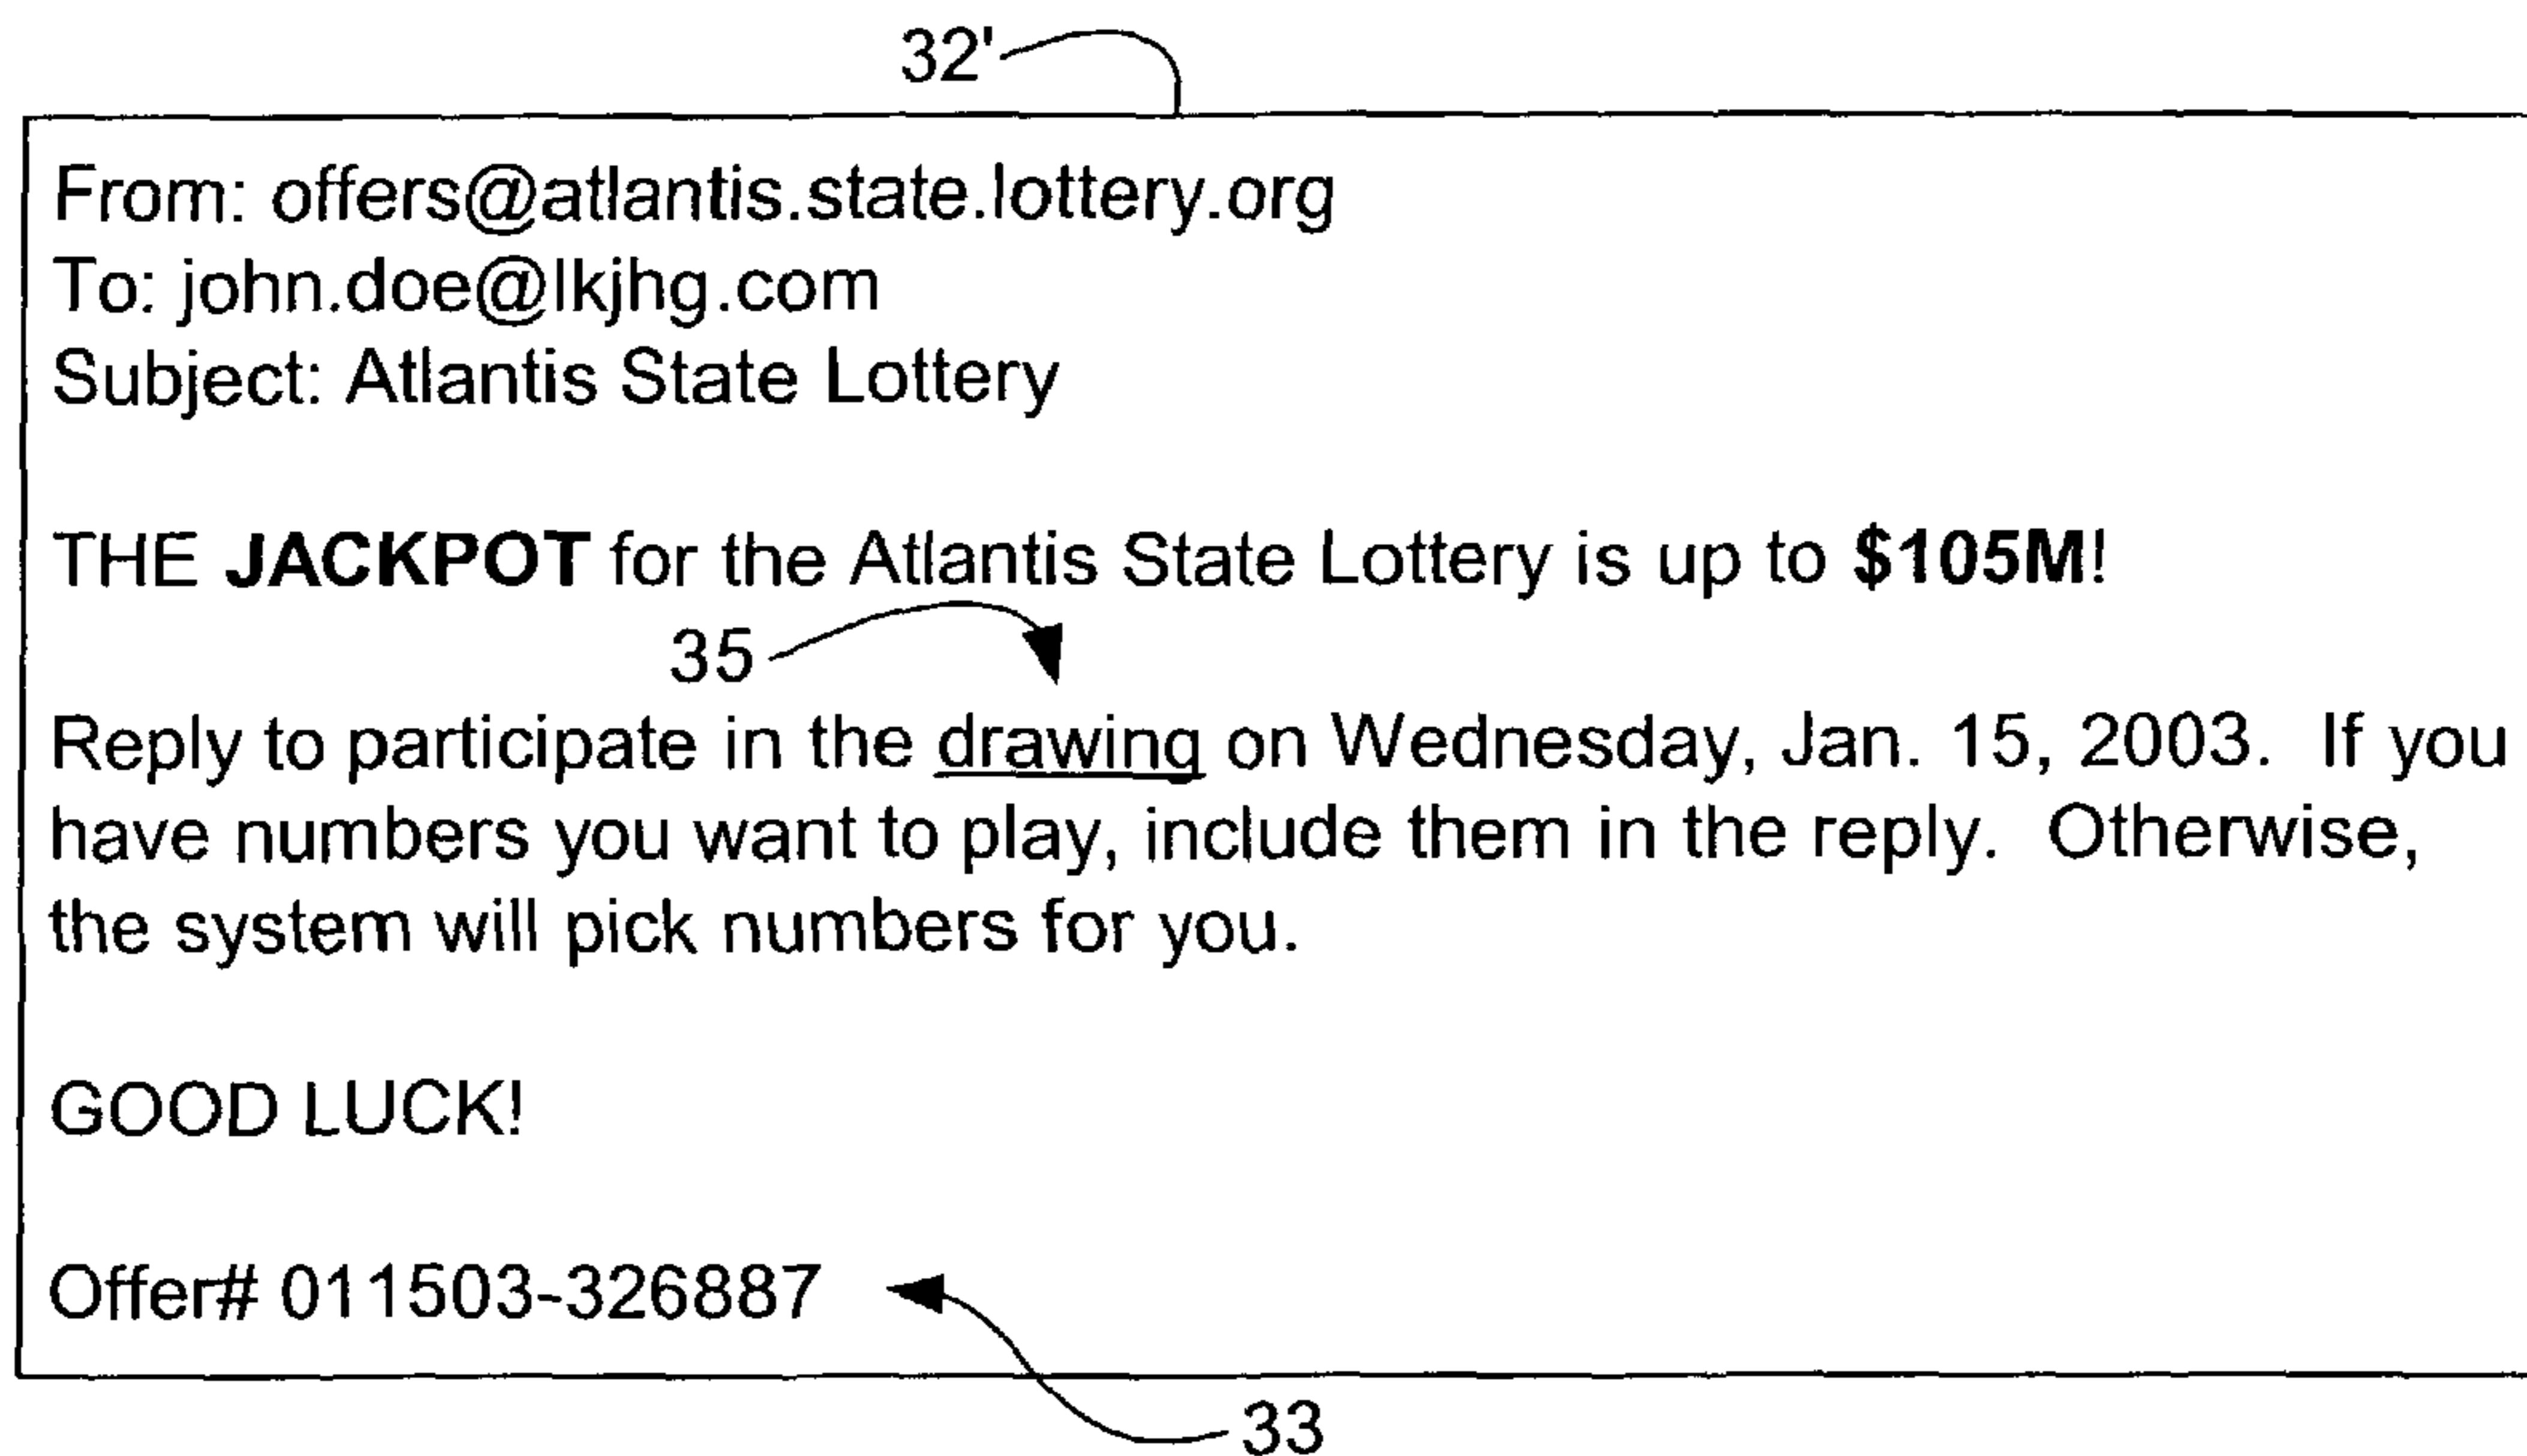 32'
From: offers@atlantis.state.lottery.org
To: john.doe@lkjhg.com
Subject: Atlantis State Lottery
THE JACKPOT for the Atlantis State Lottery is up to $105M!
35
Reply to participate in the drawing on Wednesday, Jan. 15, 2003. If you
have numbers you want to play, include them in the reply. Otherwise,
the system will pick numbers for you.
GOOD LUCK!
Offer# 011503-326887
33